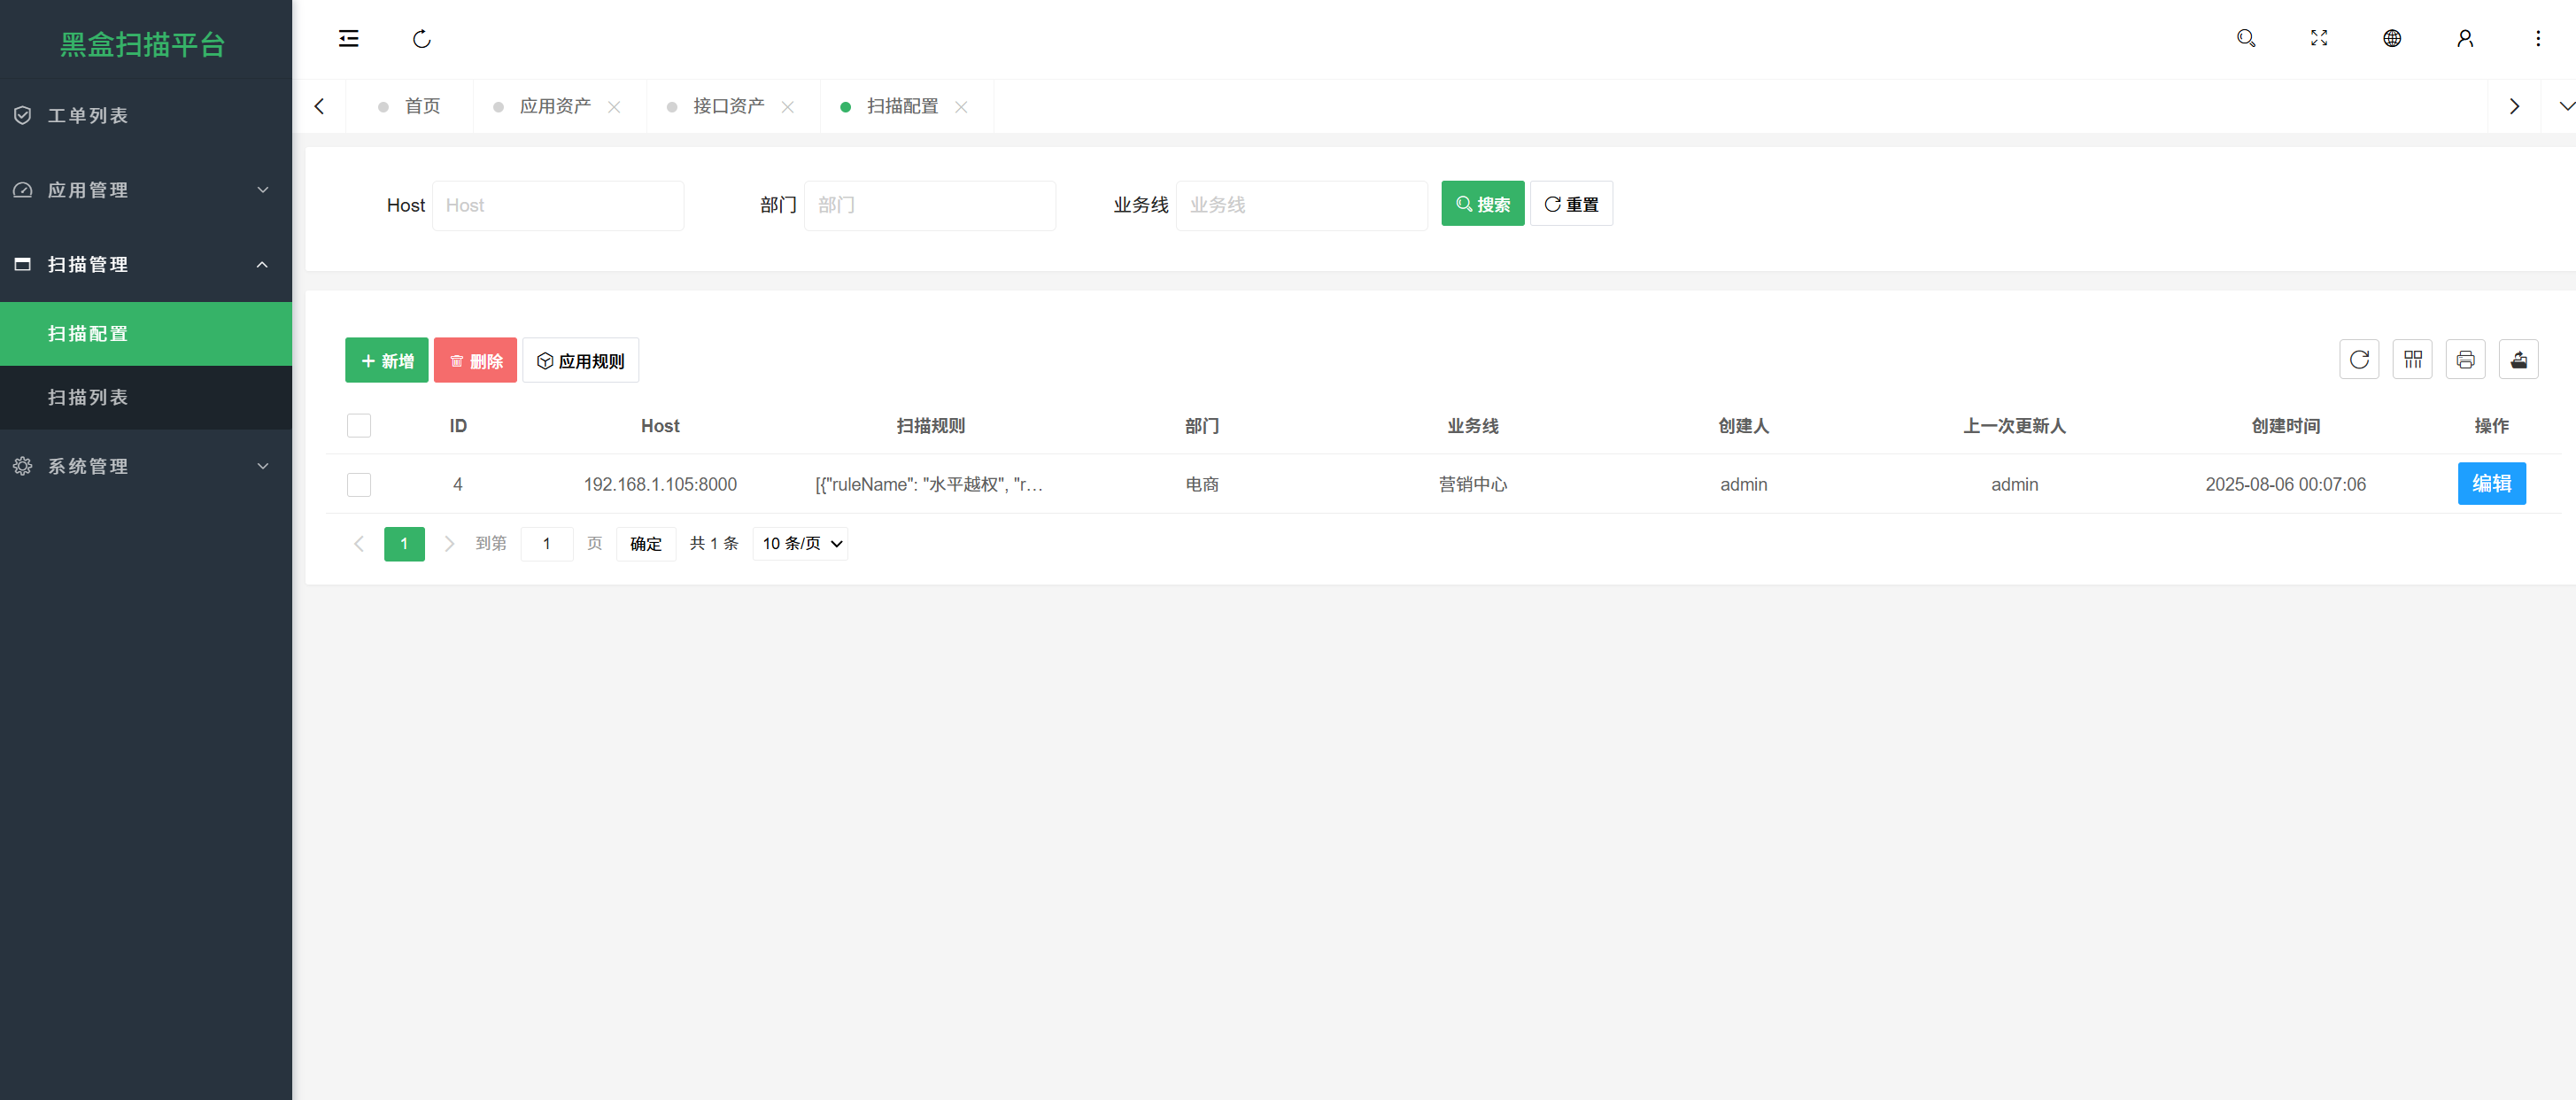 黑盒扫描平台
工单列表
应用管理
扫描管理
扫描配置
扫描列表
系统管理
首页 应用资产 接口资产 扫描配置
Host Host 部门 部门 业务线 业务线 搜索 重置
新增 删除 应用规则
ID Host 扫描规则 部门 业务线 创建人 上一次更新人 创建时间 操作
4 192.168.1.105:8000 [{"ruleName": "水平越权", "r... 电商 营销中心 admin admin 2025-08-06 00:07:06 编辑
1 到第 1 页 确定 共 1 条 10 条/页